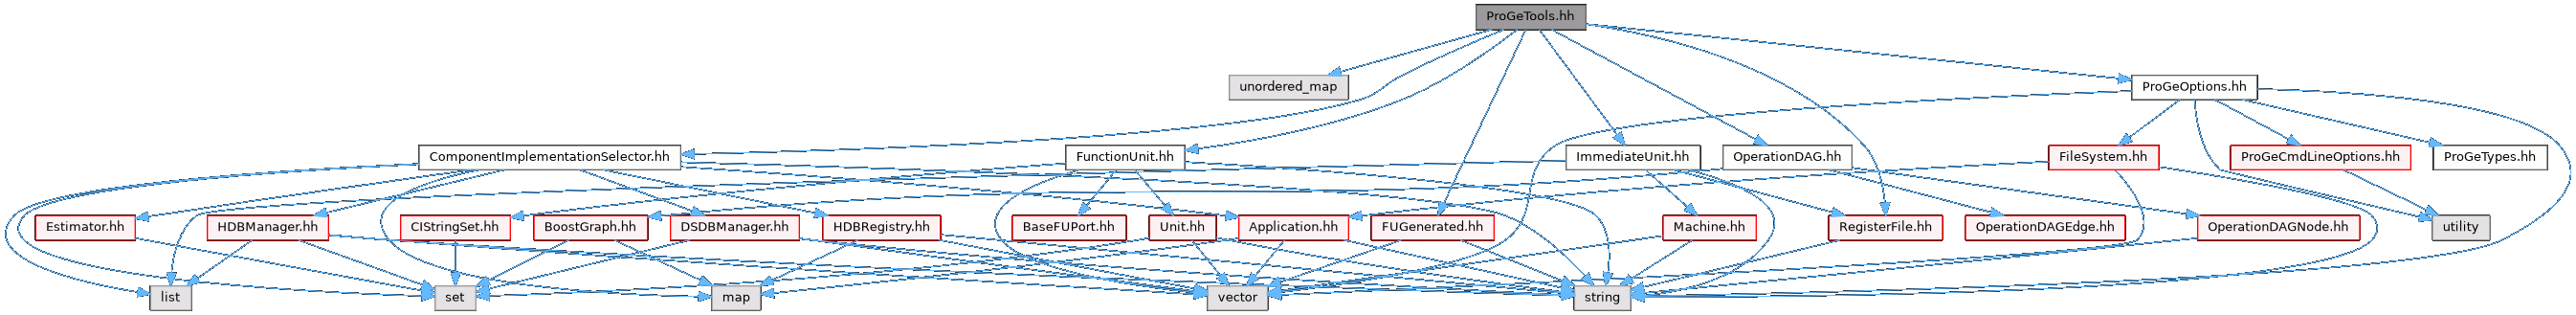 ProGeTools.hh
unordered_map
ProGeOptions.hh
ComponentImplementationSelector.hh
FunctionUnit.hh
ImmediateUnit.hh
OperationDAG.hh
FileSystem.hh
ProGeCmdLineOptions.hh
ProGeTypes.hh
Estimator.hh
HDBManager.hh
CIStringSet.hh
BoostGraph.hh
DSDBManager.hh
HDBRegistry.hh
BaseFUPort.hh
Unit.hh
Application.hh
FUGenerated.hh
Machine.hh
RegisterFile.hh
OperationDAGEdge.hh
OperationDAGNode.hh
utility
list
set
map
vector
string